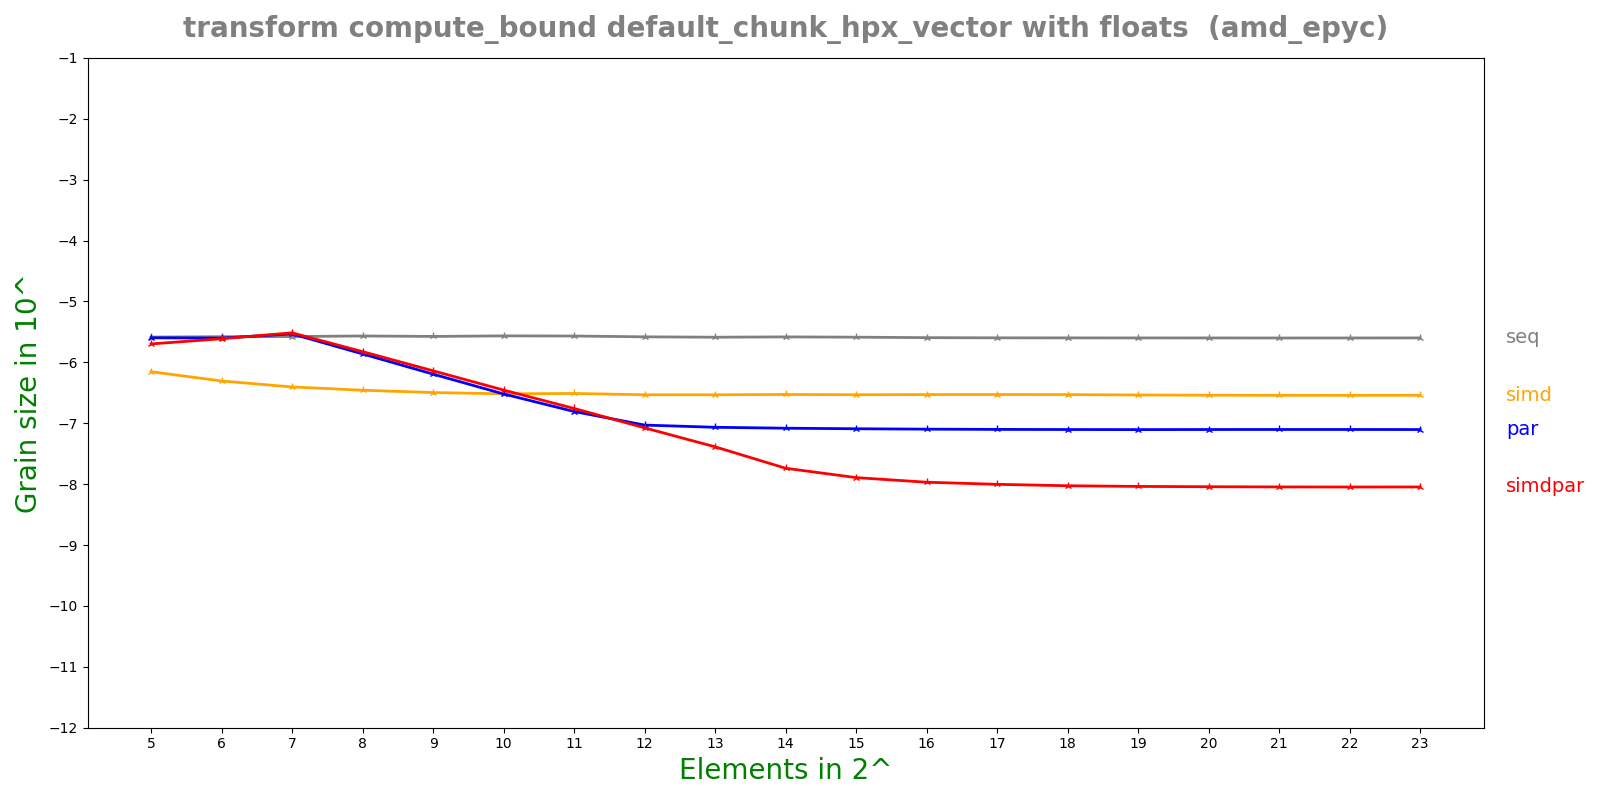 transform compute_bound default_chunk_hpx_vector with floats (amd_epyc)
Grain size in 10^
−1
−2
−3
−4
−5
−6
−7
−8
−9
−10
−11
−12
seq
simd
par
simdpar
5 6 7 8 9 10 11 12 13 14 15 16 17 18 19 20 21 22 23
Elements in 2^